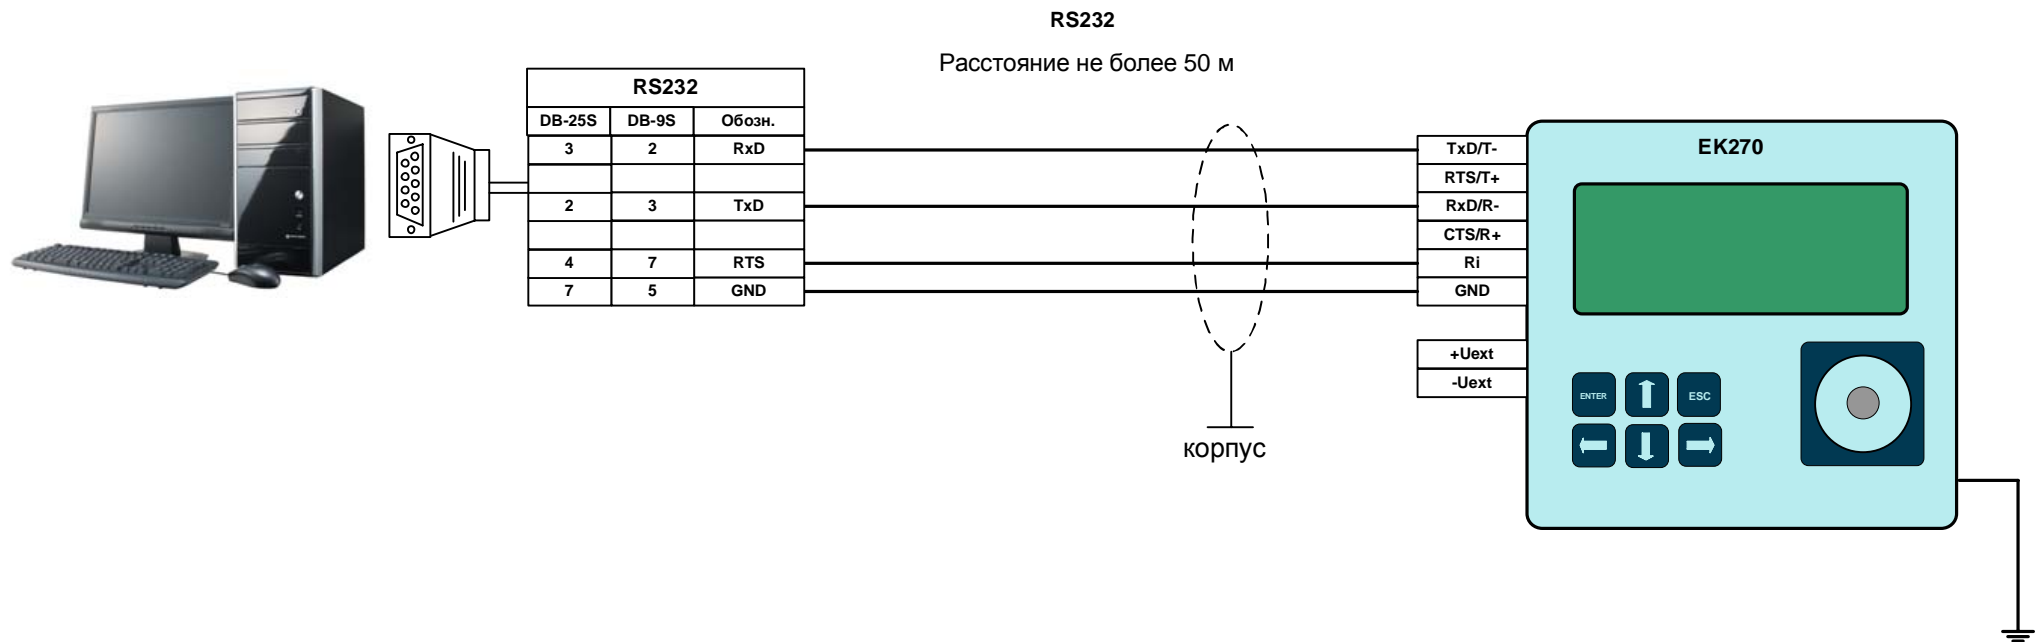 RS232
Расстояние не более 50 м
RS232
DB-25S DB-9S Обозн.
3 2 RxD
2 3 TxD
4 7 RTS
7 5 GND
TxD/T-
RTS/T+
RxD/R-
CTS/R+
Ri
GND
+Uext
-Uext
EK270
ENTER ESC
корпус